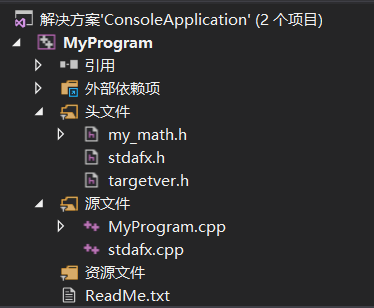 解决方案'ConsoleApplication' (2 个项目)
MyProgram
引用
外部依赖项
头文件
my_math.h
stdafx.h
targetver.h
源文件
MyProgram.cpp
stdafx.cpp
资源文件
ReadMe.txt